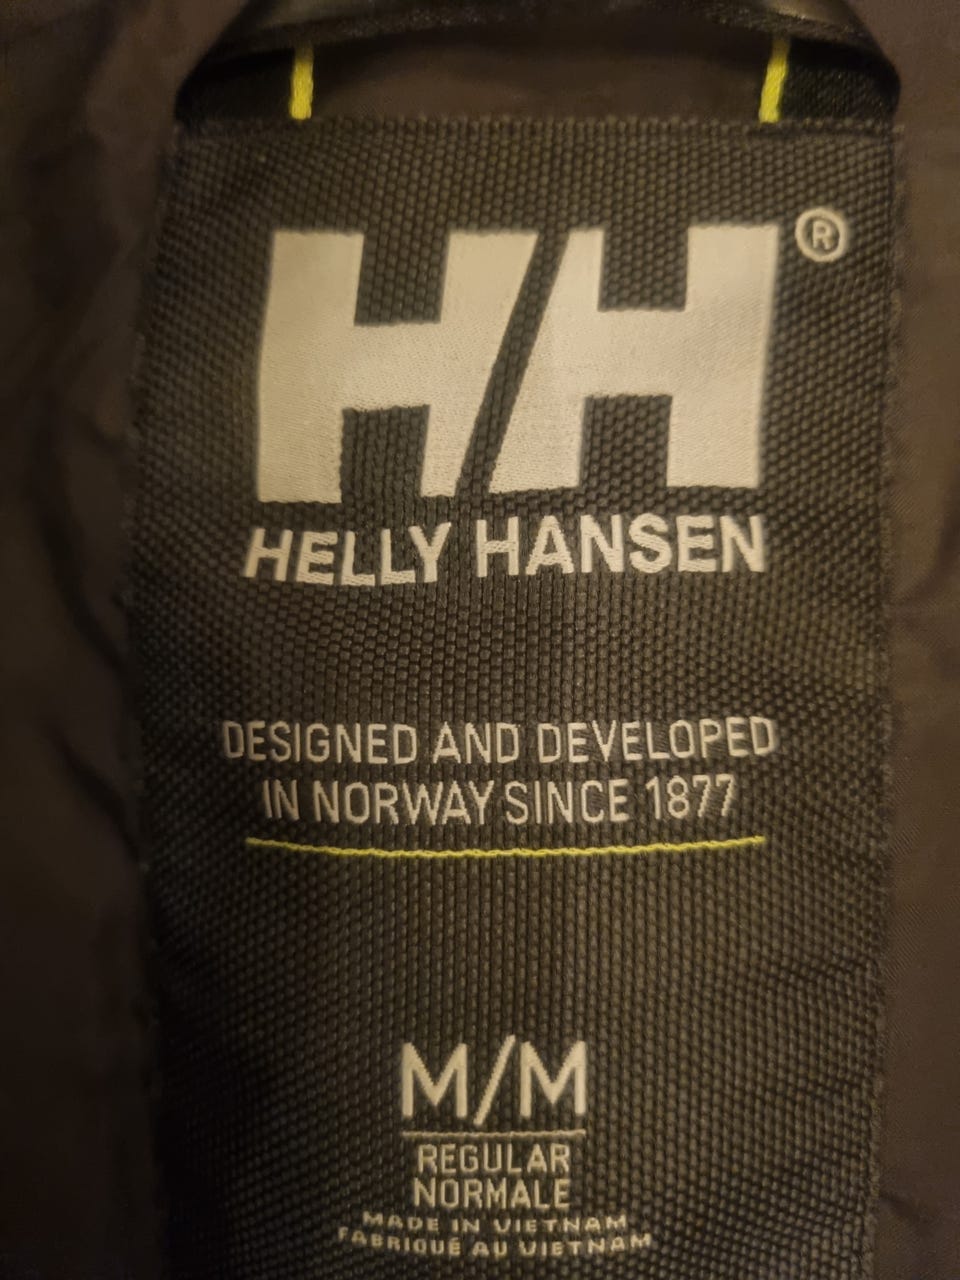 HH®
HELLY HANSEN
DESIGNED AND DEVELOPED
IN NORWAY SINCE 1877
M/M
REGULAR
NORMALE
MADE IN VIETNAM
FABRIQUÉ AU VIETNAM